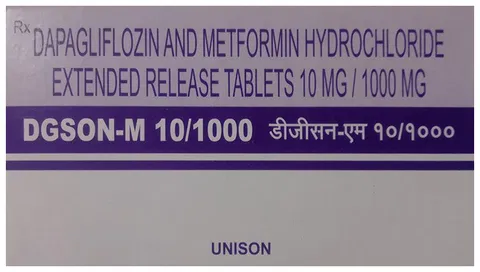 Rx DAPAGLIFLOZIN AND METFORMIN HYDROCHLORIDE
EXTENDED RELEASE TABLETS 10 MG / 1000 MG
DGSON-M 10/1000 डीजीसन-एम १०/१०००
UNISON